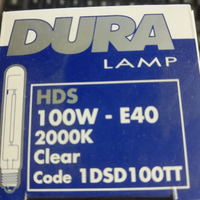 DURA
LAMP
HDS
100W - E40
2000K
Clear
Code 1DSD100TT